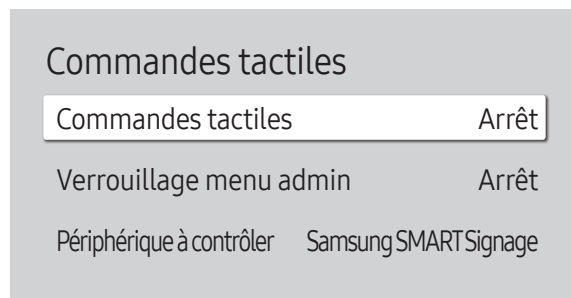 Commandes tactiles
Commandes tactiles Arrêt
Verrouillage menu admin Arrêt
Périphérique à contrôler Samsung SMART Signage